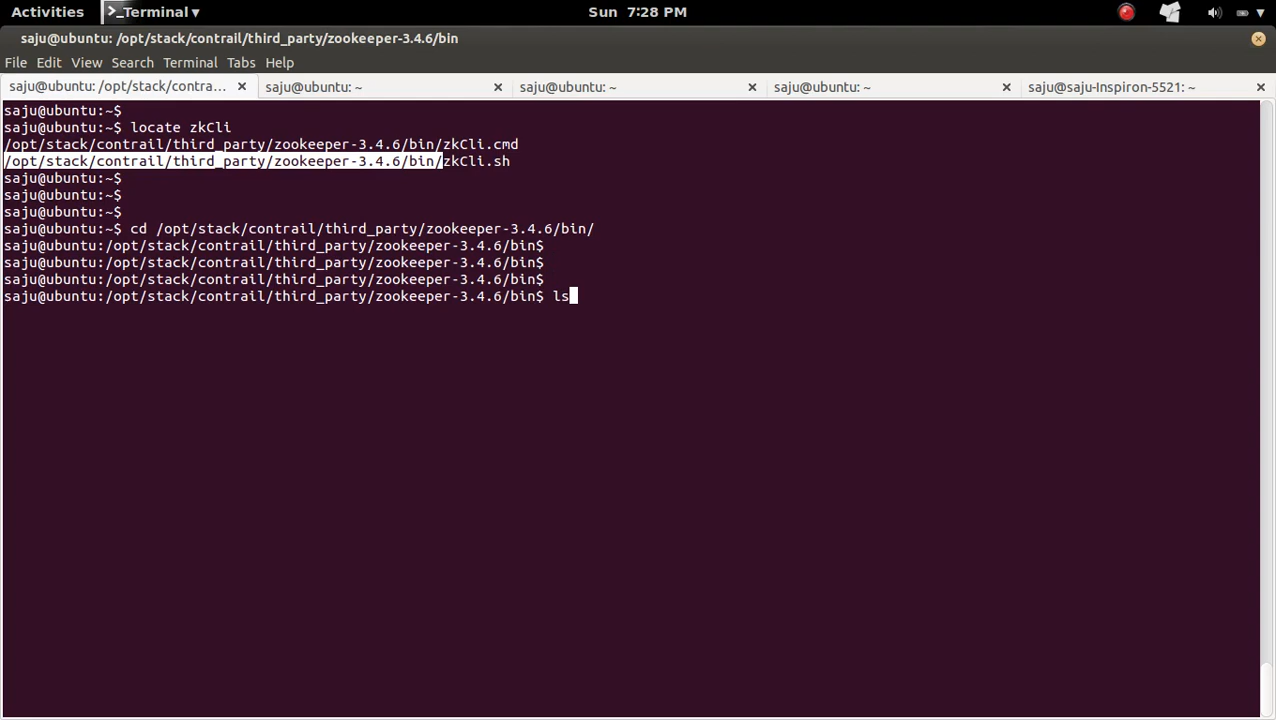 Activities >_ Terminal ▾ Sun 7:28 PM
saju@ubuntu: /opt/stack/contrail/third_party/zookeeper-3.4.6/bin
File Edit View Search Terminal Tabs Help
saju@ubuntu: /opt/stack/contra... saju@ubuntu: ~ saju@ubuntu: ~ saju@ubuntu: ~ saju@saju-Inspiron-5521: ~
saju@ubuntu:~$
saju@ubuntu:~$ locate zkCli
/opt/stack/contrail/third_party/zookeeper-3.4.6/bin/zkCli.cmd
/opt/stack/contrail/third_party/zookeeper-3.4.6/bin/zkCli.sh
saju@ubuntu:~$
saju@ubuntu:~$
saju@ubuntu:~$
saju@ubuntu:~$ cd /opt/stack/contrail/third_party/zookeeper-3.4.6/bin/
saju@ubuntu:/opt/stack/contrail/third_party/zookeeper-3.4.6/bin$
saju@ubuntu:/opt/stack/contrail/third_party/zookeeper-3.4.6/bin$
saju@ubuntu:/opt/stack/contrail/third_party/zookeeper-3.4.6/bin$
saju@ubuntu:/opt/stack/contrail/third_party/zookeeper-3.4.6/bin$ ls